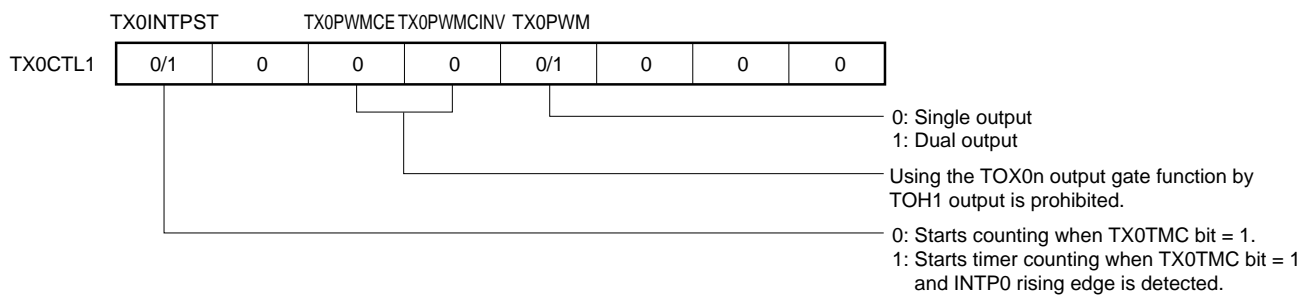 TX0INTPST TX0PWMCE TX0PWMCINV TX0PWM
TX0CTL1 0/1 0 0 0 0/1 0 0 0
0: Single output
1: Dual output
Using the TOX0n output gate function by
TOH1 output is prohibited.
0: Starts counting when TX0TMC bit = 1.
1: Starts timer counting when TX0TMC bit = 1
and INTP0 rising edge is detected.